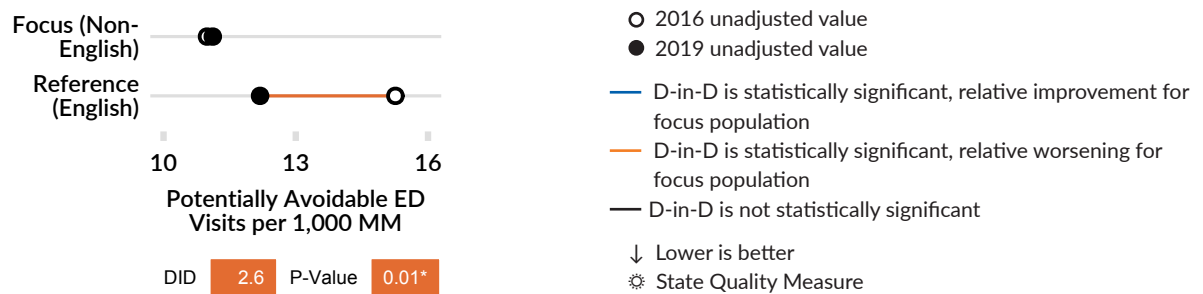 Focus (Non-
English)
Reference
(English)
10 13 16
Potentially Avoidable ED
Visits per 1,000 MM
DID 2.6 P-Value 0.01*
2016 unadjusted value
2019 unadjusted value
D-in-D is statistically significant, relative improvement for
focus population
D-in-D is statistically significant, relative worsening for
focus population
D-in-D is not statistically significant
↓ Lower is better
State Quality Measure